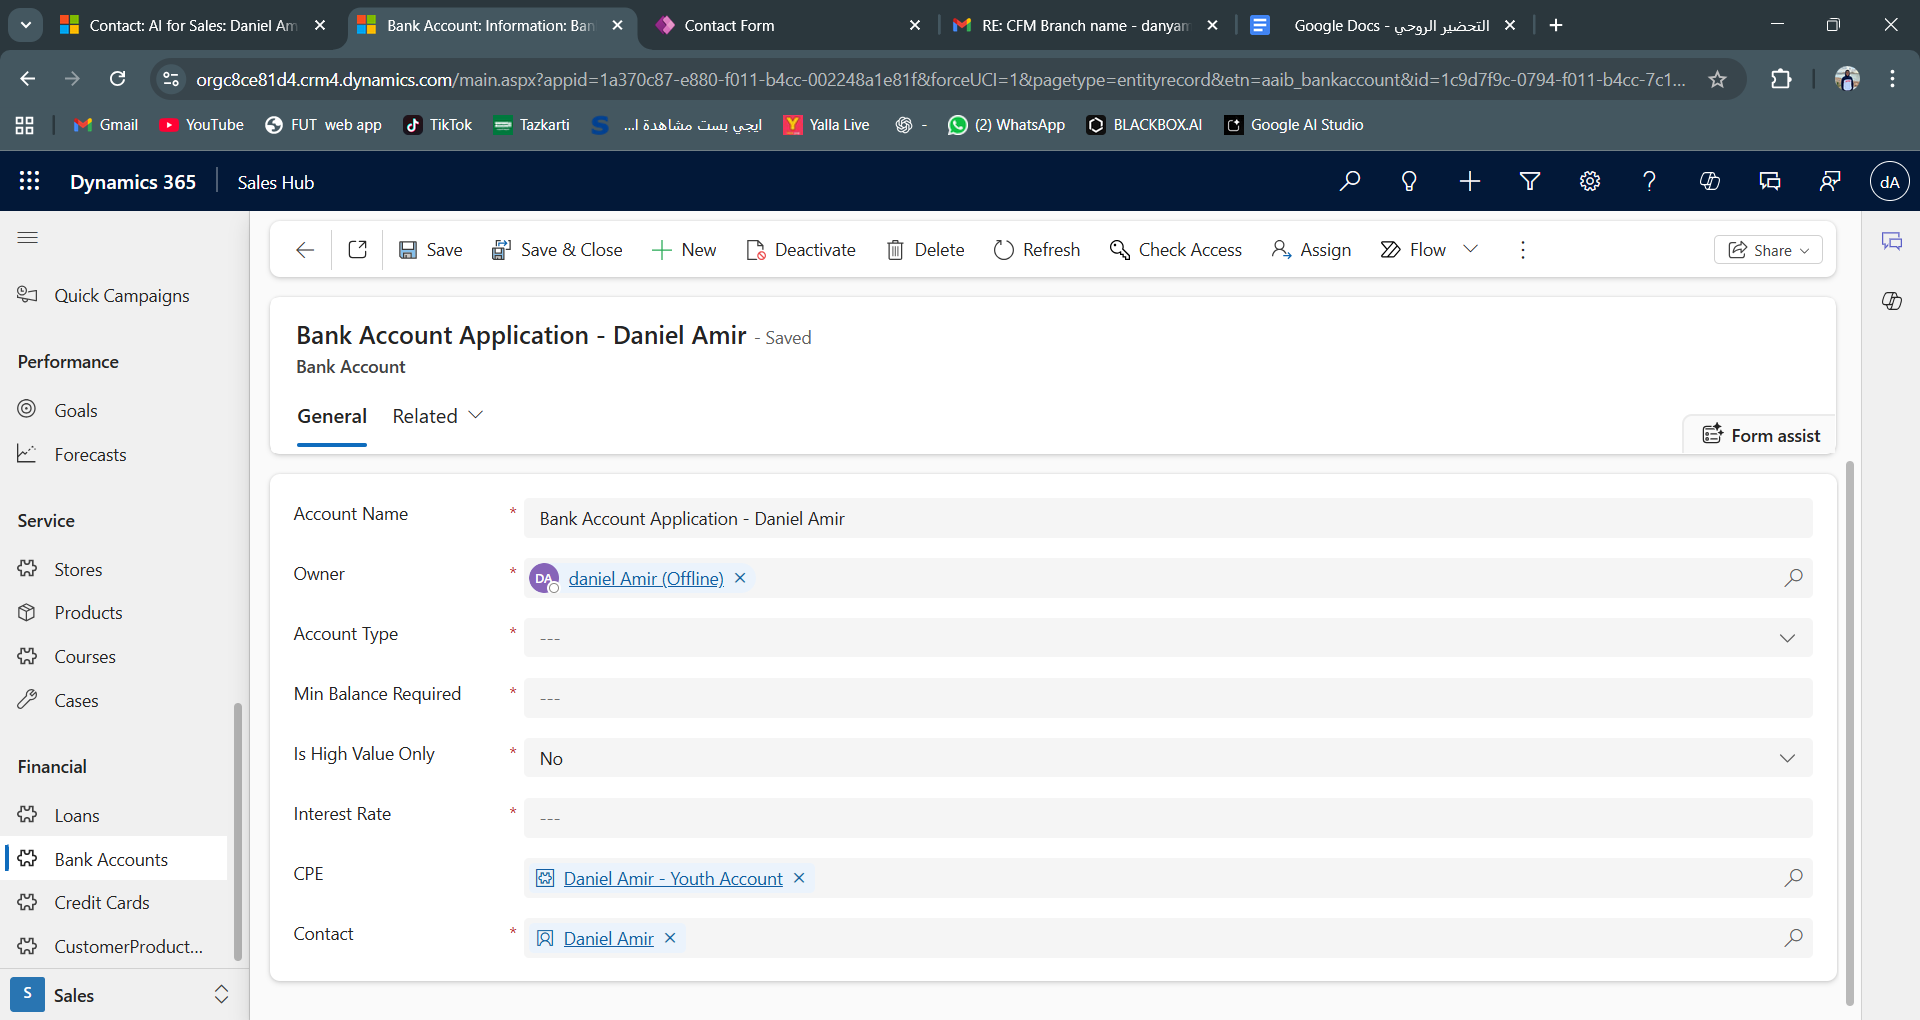 Contact: AI for Sales: Daniel Am
Bank Account: Information: Ban
Contact Form
RE: CFM Branch name - danyam
التحضير الروحي - Google Docs
orgc8ce81d4.crm4.dynamics.com/main.aspx?appid=1a370c87-e880-f011-b4cc-002248a1e81f&forceUCI=1&pagetype=entityrecord&etn=aaib_bankaccount&id=1c9d7f9c-0794-f011-b4cc-7c1...
Gmail
YouTube
FUT web app
TikTok
Tazkarti
ايجي بست مشاهدة ا...
Yalla Live
-
(2) WhatsApp
BLACKBOX.AI
Google AI Studio
Dynamics 365
Sales Hub
dA
Save
Save & Close
New
Deactivate
Delete
Refresh
Check Access
Assign
Flow
Share
Quick Campaigns
Performance
Goals
Forecasts
Service
Stores
Products
Courses
Cases
Financial
Loans
Bank Accounts
Credit Cards
CustomerProduct...
S
Sales
Bank Account Application - Daniel Amir - Saved
Bank Account
General
Related
Form assist
Account Name * Bank Account Application - Daniel Amir
Owner * DA daniel Amir (Offline)
Account Type * ---
Min Balance Required * ---
Is High Value Only * No
Interest Rate * ---
CPE Daniel Amir - Youth Account
Contact * Daniel Amir